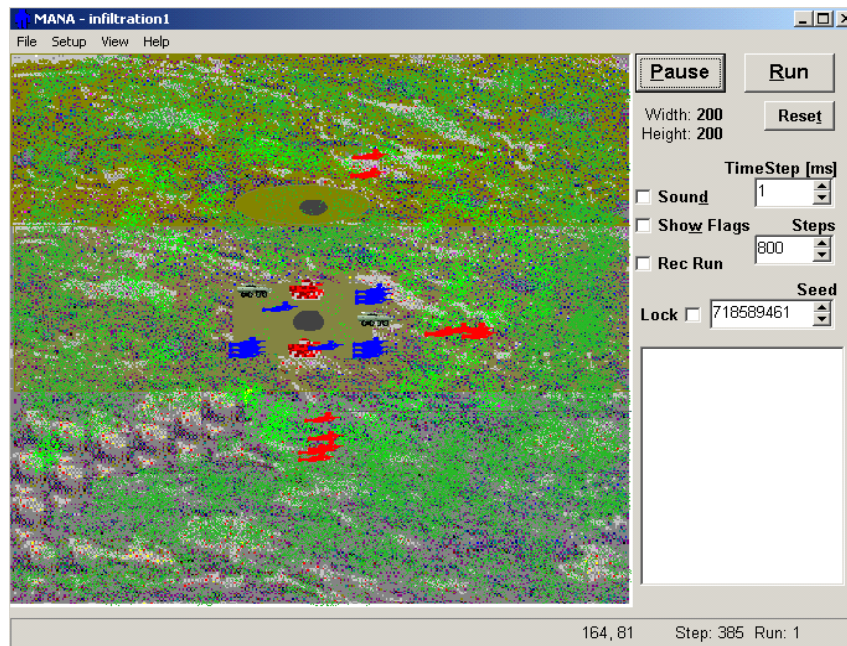 MANA - infiltration1
File Setup View Help
Pause Run
Width: 200
Height: 200
Reset
TimeStep [ms]
Sound 1
Show Flags Steps
800
Rec Run
Seed
Lock 718589461
164, 81 Step: 385 Run: 1